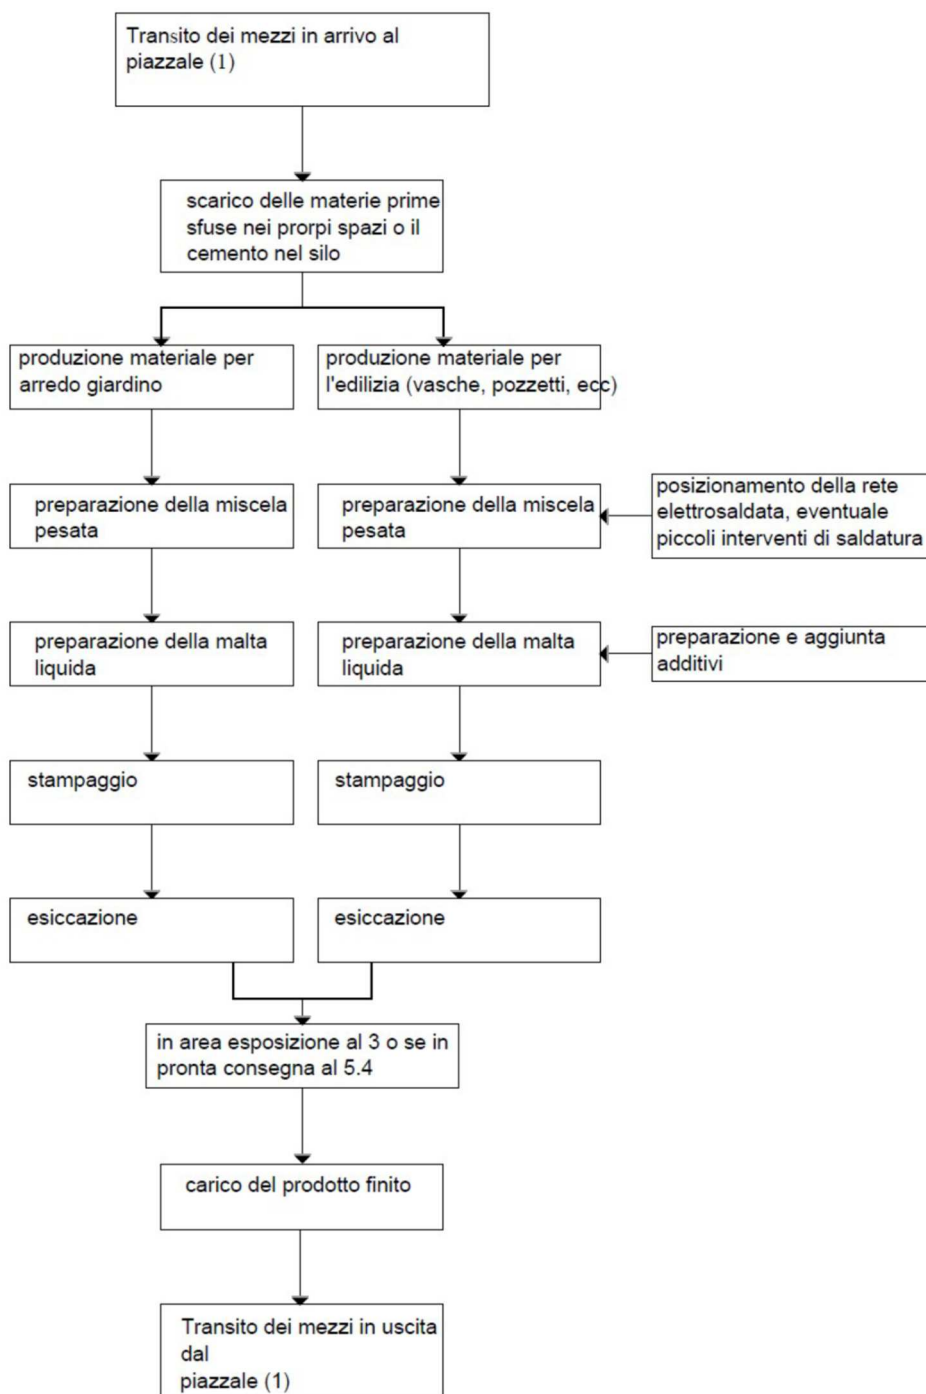 Transito dei mezzi in arrivo al
piazzale (1)
scarico delle materie prime
sfuse nei prorpi spazi o il
cemento nel silo
produzione materiale per
arredo giardino
produzione materiale per
l'edilizia (vasche, pozzetti, ecc)
preparazione della miscela
pesata
preparazione della miscela
pesata
posizionamento della rete
elettrosaldata, eventuale
piccoli interventi di saldatura
preparazione della malta
liquida
preparazione della malta
liquida
preparazione e aggiunta
additivi
stampaggio
stampaggio
esiccazione
esiccazione
in area esposizione al 3 o se in
pronta consegna al 5.4
carico del prodotto finito
Transito dei mezzi in uscita
dal
piazzale (1)